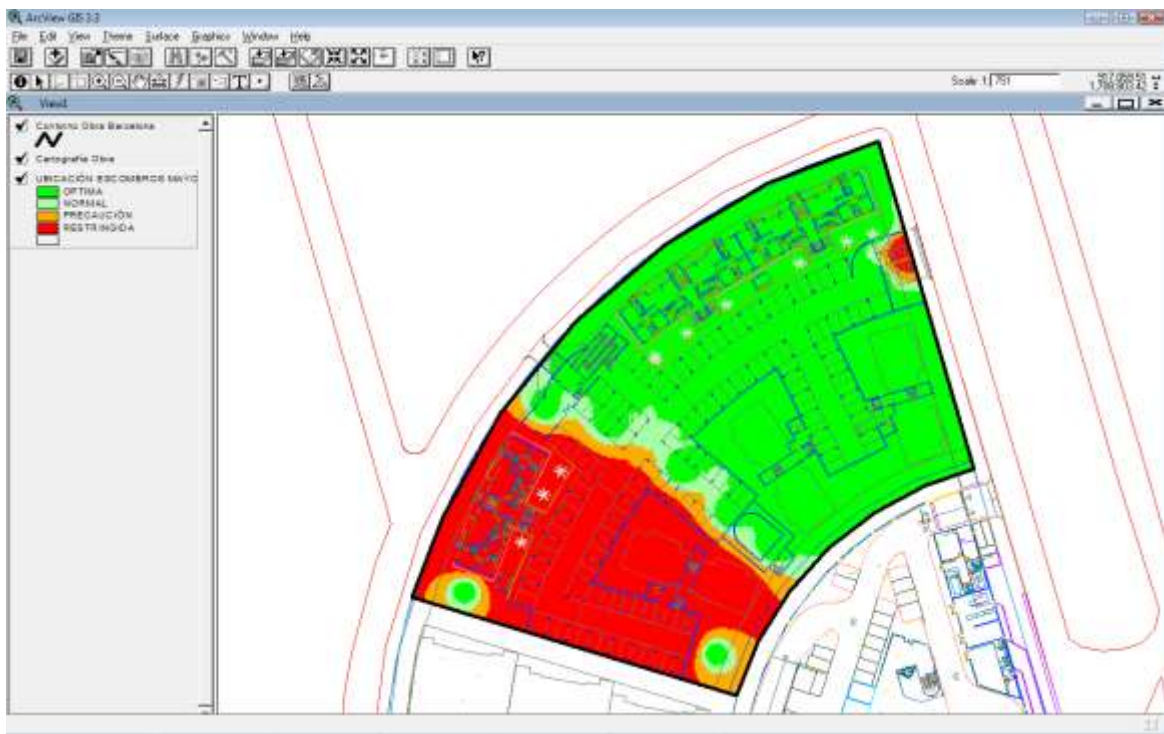 ArcView GIS 3.3
File Edit View Theme Surface Graphics Window Help
Scale 1: 751
View1
Contorno Obra Barcelona
Cartografia Obra
UBICACIÓN ESCOMBROS MAYO
OPTIMA
NORMAL
PRECAUCIÓN
RESTRINGIDA